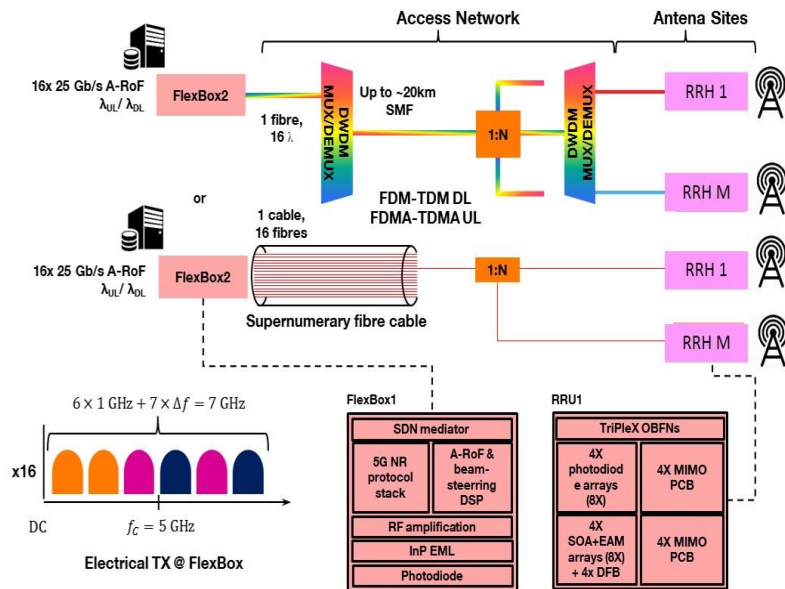 Access Network
Antena Sites
16x 25 Gb/s A-RoF
λUL/ λDL
FlexBox2
1 fibre,
16 λ
DWDM
MUX/DEMUX
Up to ~20km
SMF
1:N
DWDM
MUX/DEMUX
RRH 1
RRH M
FDM-TDM DL
FDMA-TDMA UL
or
1 cable,
16 fibres
16x 25 Gb/s A-RoF
λUL/ λDL
FlexBox2
Supernumerary fibre cable
1:N
RRH 1
RRH M
6 × 1 GHz + 7 × Δf = 7 GHz
x16
DC
fC = 5 GHz
Electrical TX @ FlexBox
FlexBox1
SDN mediator
5G NR
protocol
stack
A-RoF &
beam-
steerring
DSP
RF amplification
InP EML
Photodiode
RRU1
TriPleX OBFNs
4X
photodiod
e arrays
(8X)
4X MIMO
PCB
4X
SOA+EAM
arrays (8X)
+ 4x DFB
4X MIMO
PCB